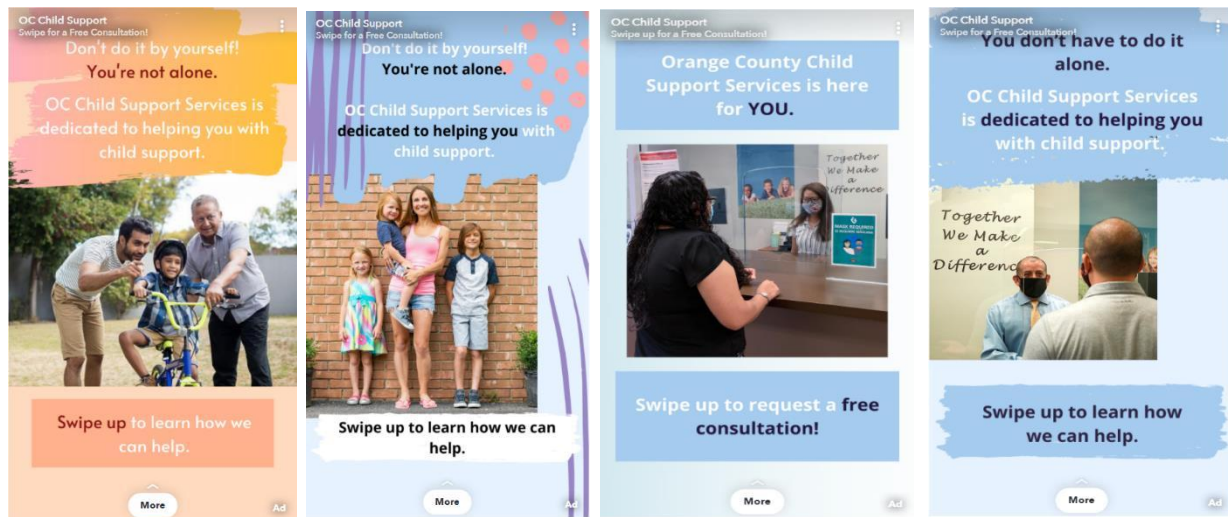 OC Child Support
Swipe for a Free Consultation!
Don't do it by yourself!
You're not alone.
OC Child Support Services is
dedicated to helping you with
child support.
Swipe up to learn how we
can help.
More
Ad
OC Child Support
Swipe for a Free Consultation!
Don't do it by yourself!
You're not alone.
OC Child Support Services is
dedicated to helping you with
child support.
Swipe up to learn how we can
help.
More
Ad
OC Child Support
Swipe up for a Free Consultation!
Orange County Child
Support Services is here
for YOU.
Together
We Make
a
Difference
Swipe up to request a free
consultation!
More
Ad
OC Child Support
Swipe for a Free Consultation!
You don't have to do it
alone.
OC Child Support Services
is dedicated to helping you
with child support.
Together
We Make
a
Differenc
Swipe up to learn how
we can help.
More
Ad